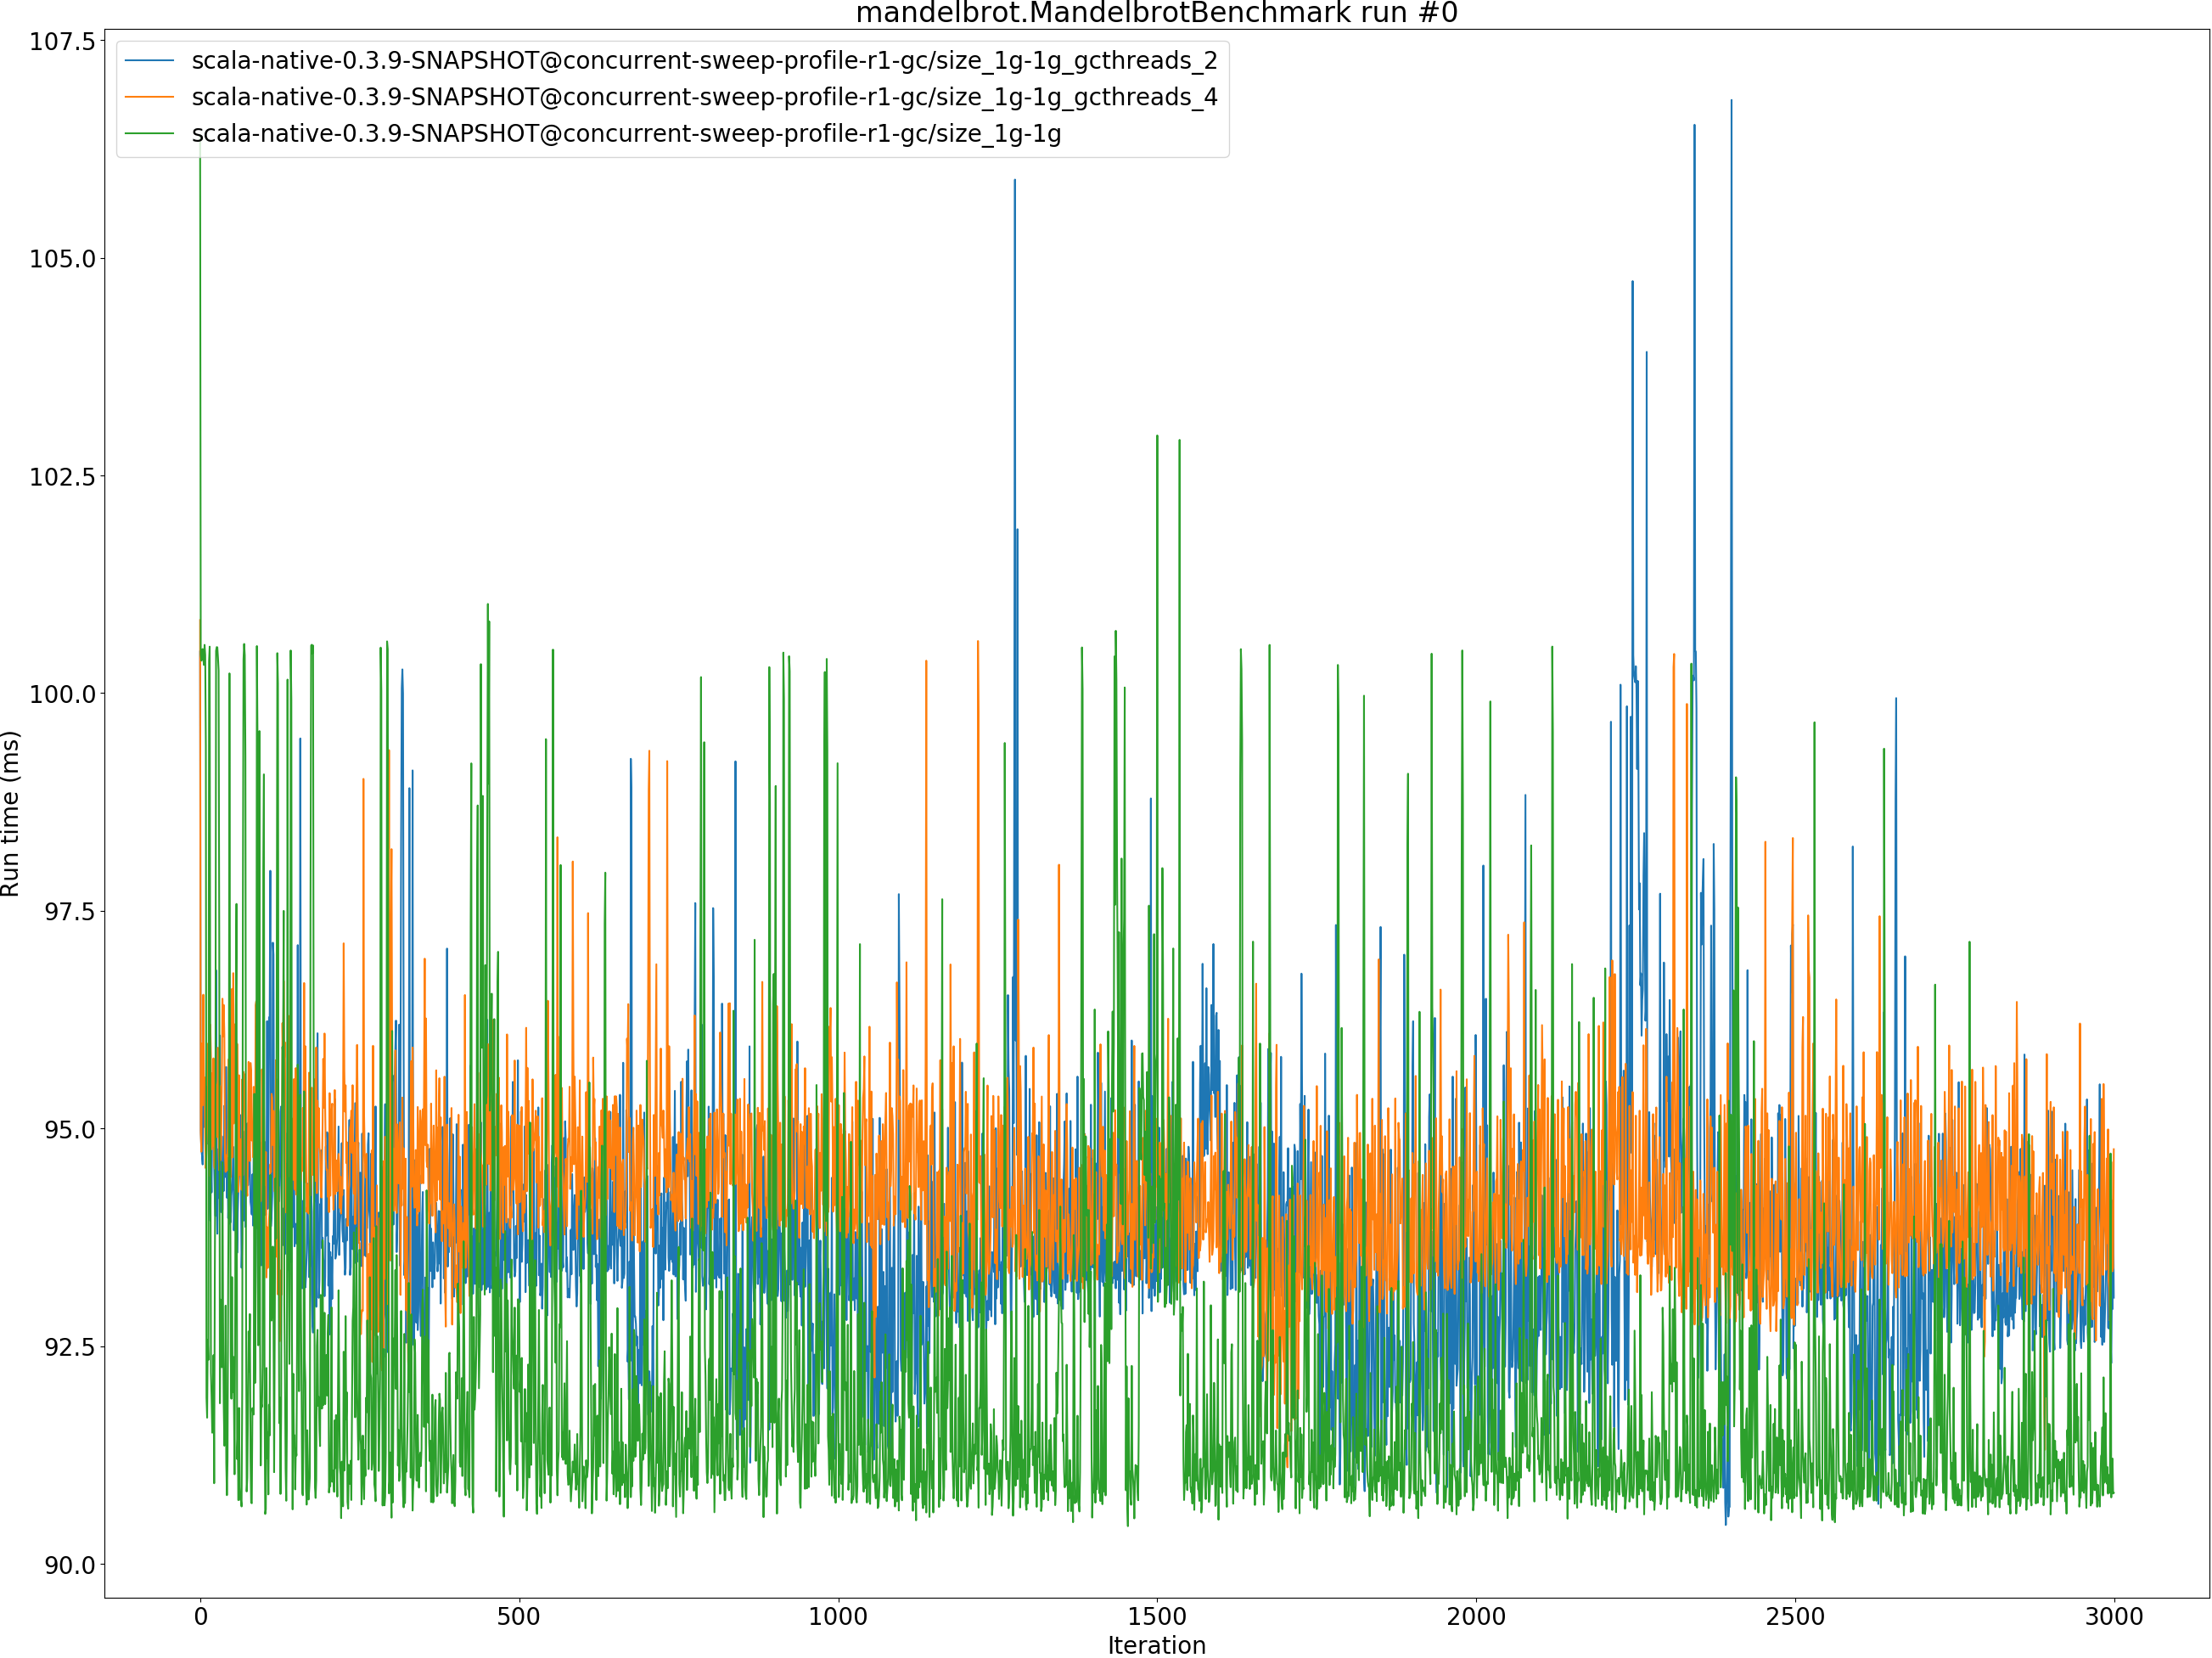 mandelbrot.MandelbrotBenchmark run #0
107.5
scala-native-0.3.9-SNAPSHOT@concurrent-sweep-profile-r1-gc/size_1g-1g_gcthreads_2
scala-native-0.3.9-SNAPSHOT@concurrent-sweep-profile-r1-gc/size_1g-1g_gcthreads_4
scala-native-0.3.9-SNAPSHOT@concurrent-sweep-profile-r1-gc/size_1g-1g
105.0
102.5
100.0
Run time (ms)
97.5
95.0
92.5
90.0
0 500 1000 1500 2000 2500 3000
Iteration